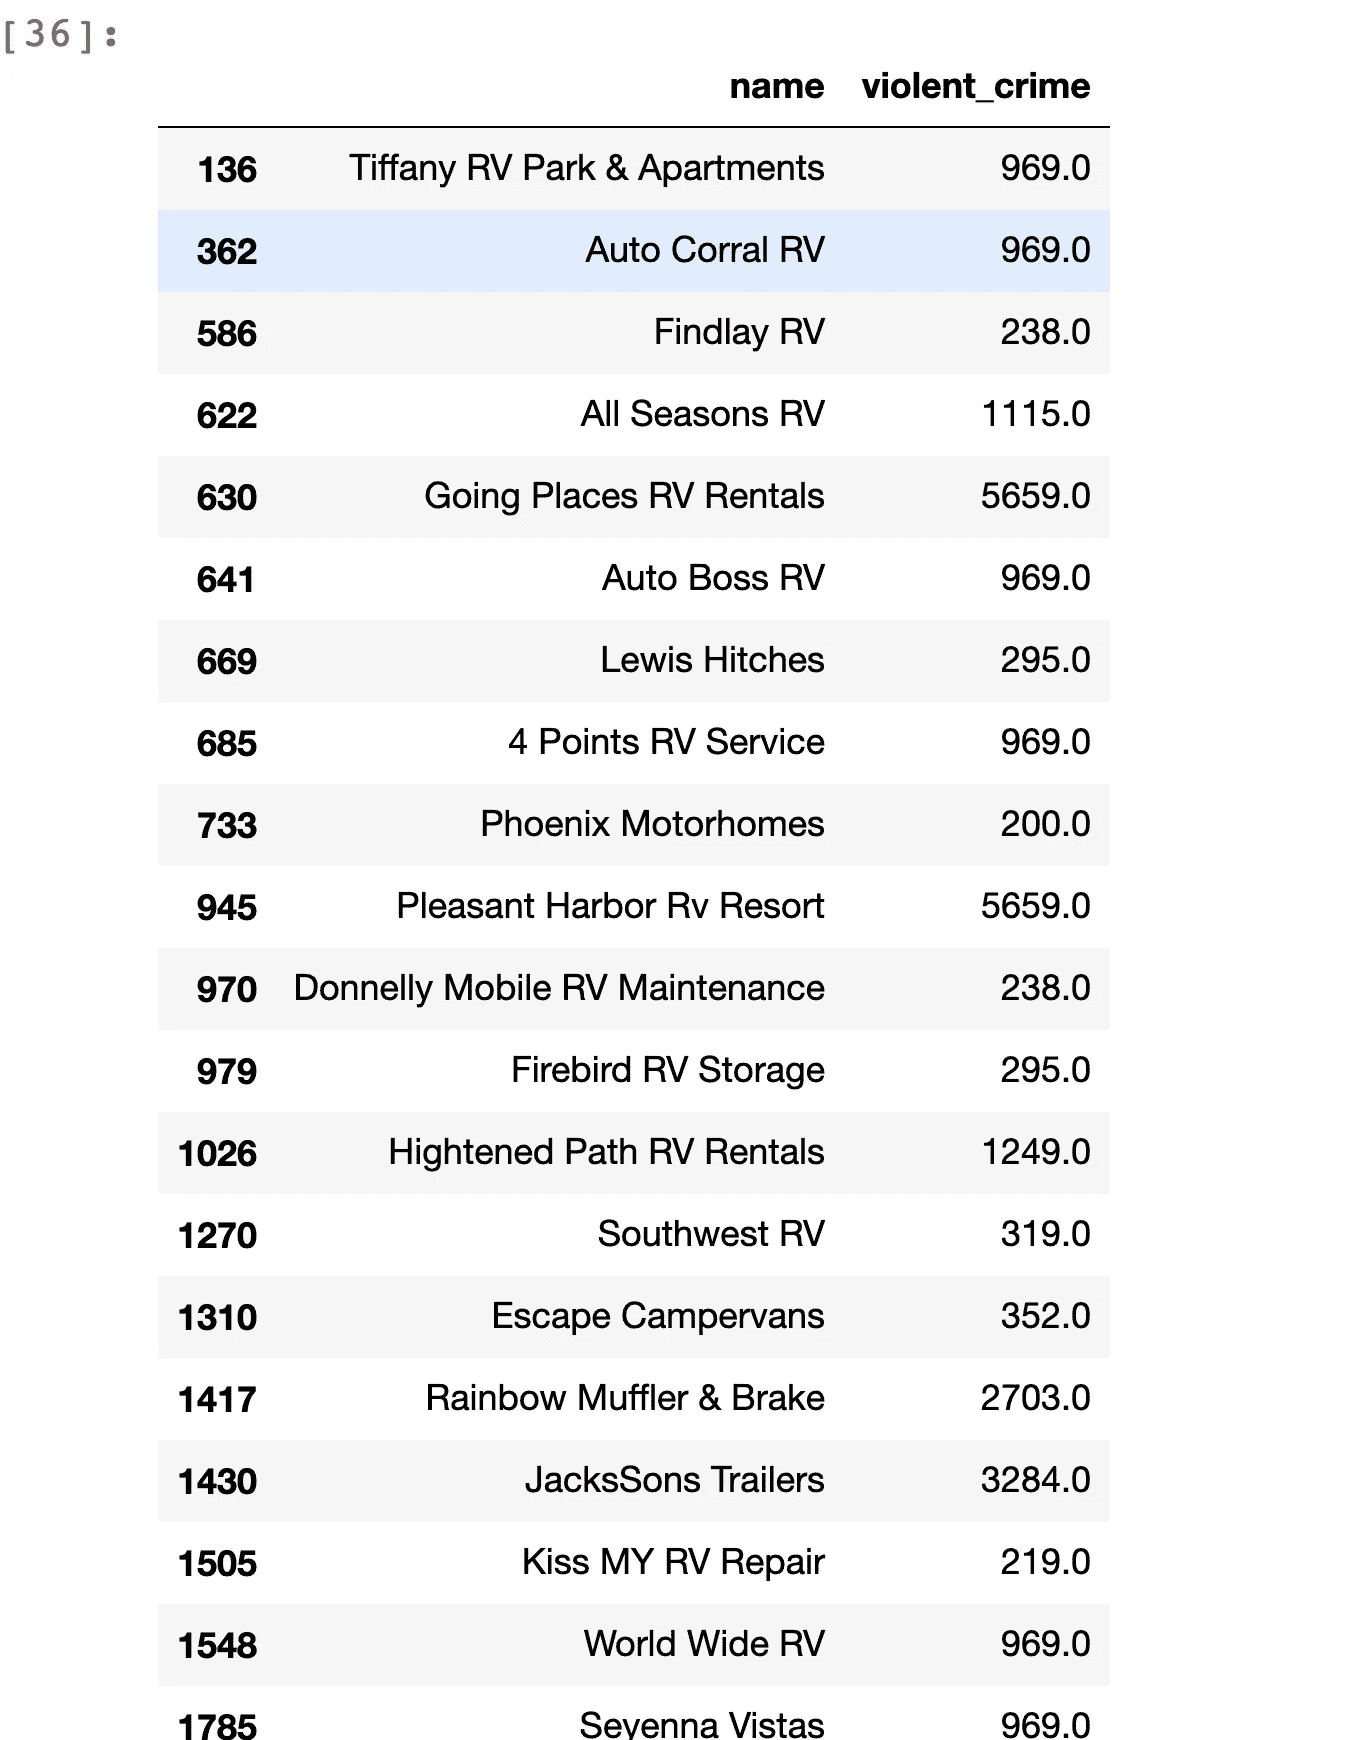 [36]:
name violent_crime
136 Tiffany RV Park & Apartments 969.0
362 Auto Corral RV 969.0
586 Findlay RV 238.0
622 All Seasons RV 1115.0
630 Going Places RV Rentals 5659.0
641 Auto Boss RV 969.0
669 Lewis Hitches 295.0
685 4 Points RV Service 969.0
733 Phoenix Motorhomes 200.0
945 Pleasant Harbor Rv Resort 5659.0
970 Donnelly Mobile RV Maintenance 238.0
979 Firebird RV Storage 295.0
1026 Hightened Path RV Rentals 1249.0
1270 Southwest RV 319.0
1310 Escape Campervans 352.0
1417 Rainbow Muffler & Brake 2703.0
1430 JacksSons Trailers 3284.0
1505 Kiss MY RV Repair 219.0
1548 World Wide RV 969.0
1785 Sevenna Vistas 969.0